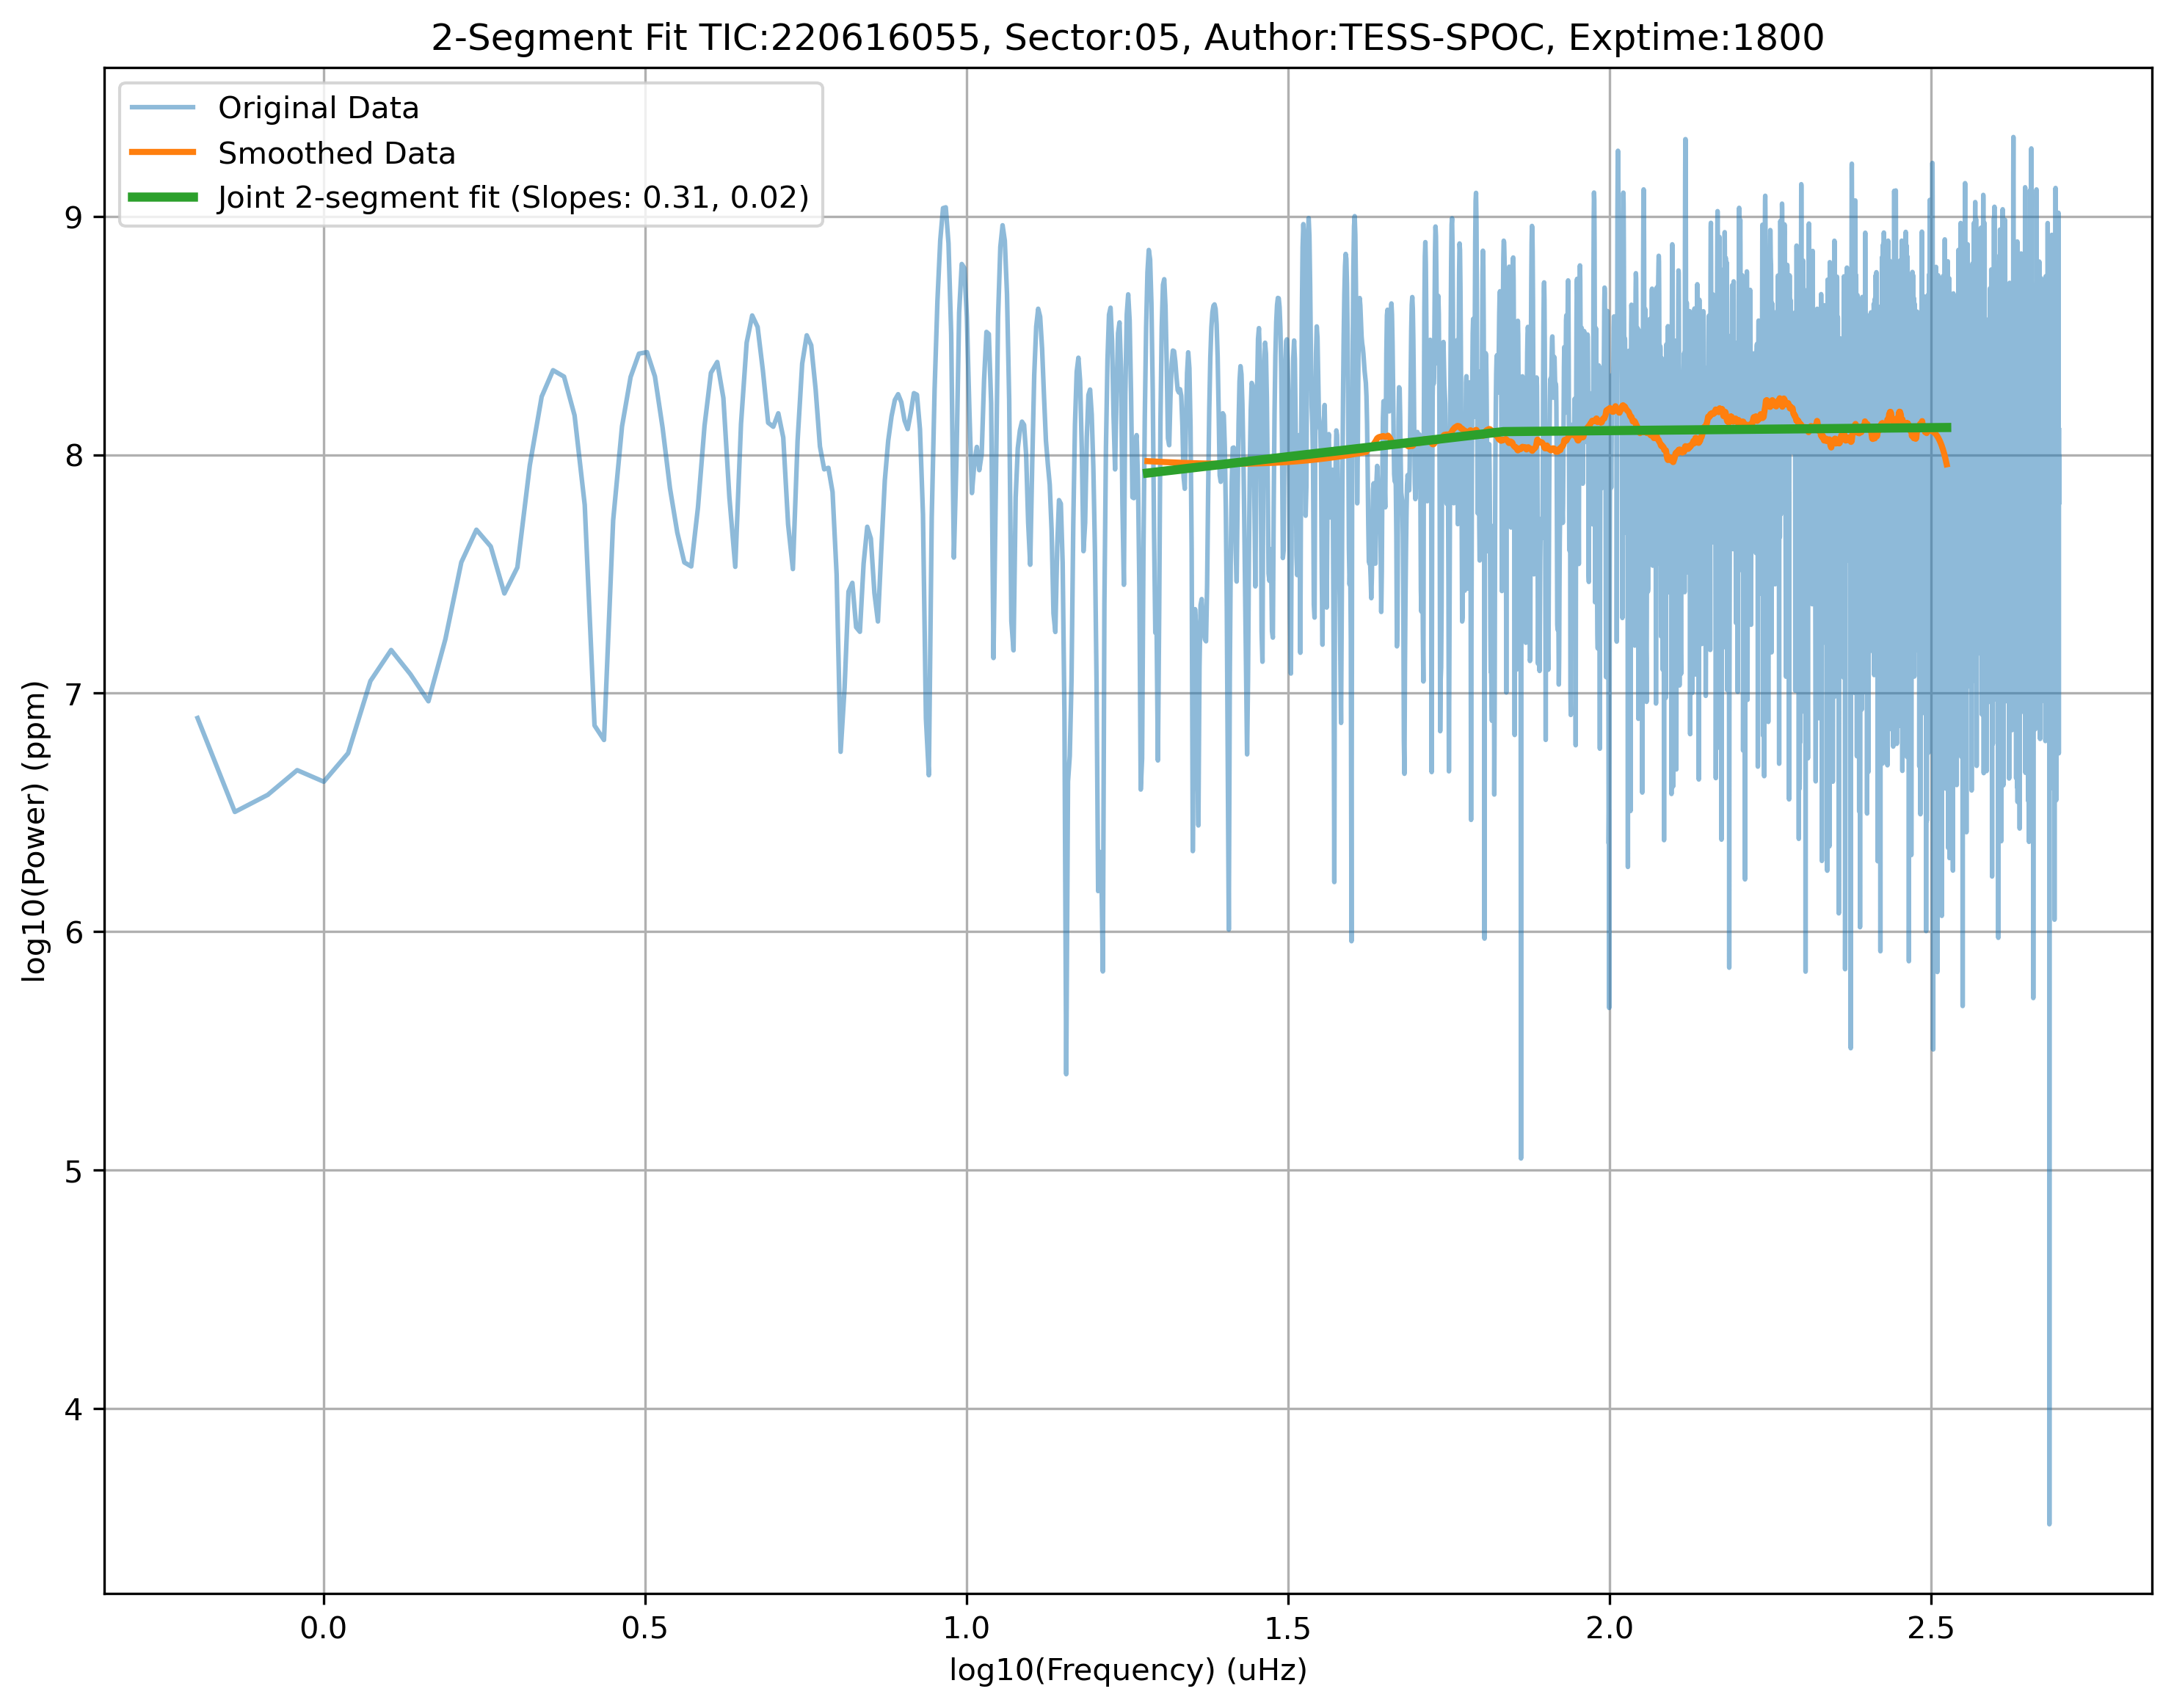 2-Segment Fit TIC:220616055, Sector:05, Author:TESS-SPOC, Exptime:1800
Original Data
Smoothed Data
Joint 2-segment fit (Slopes: 0.31, 0.02)
log10(Power) (ppm)
9
8
7
6
5
4
0.0
0.5
1.0
1.5
2.0
2.5
log10(Frequency) (uHz)